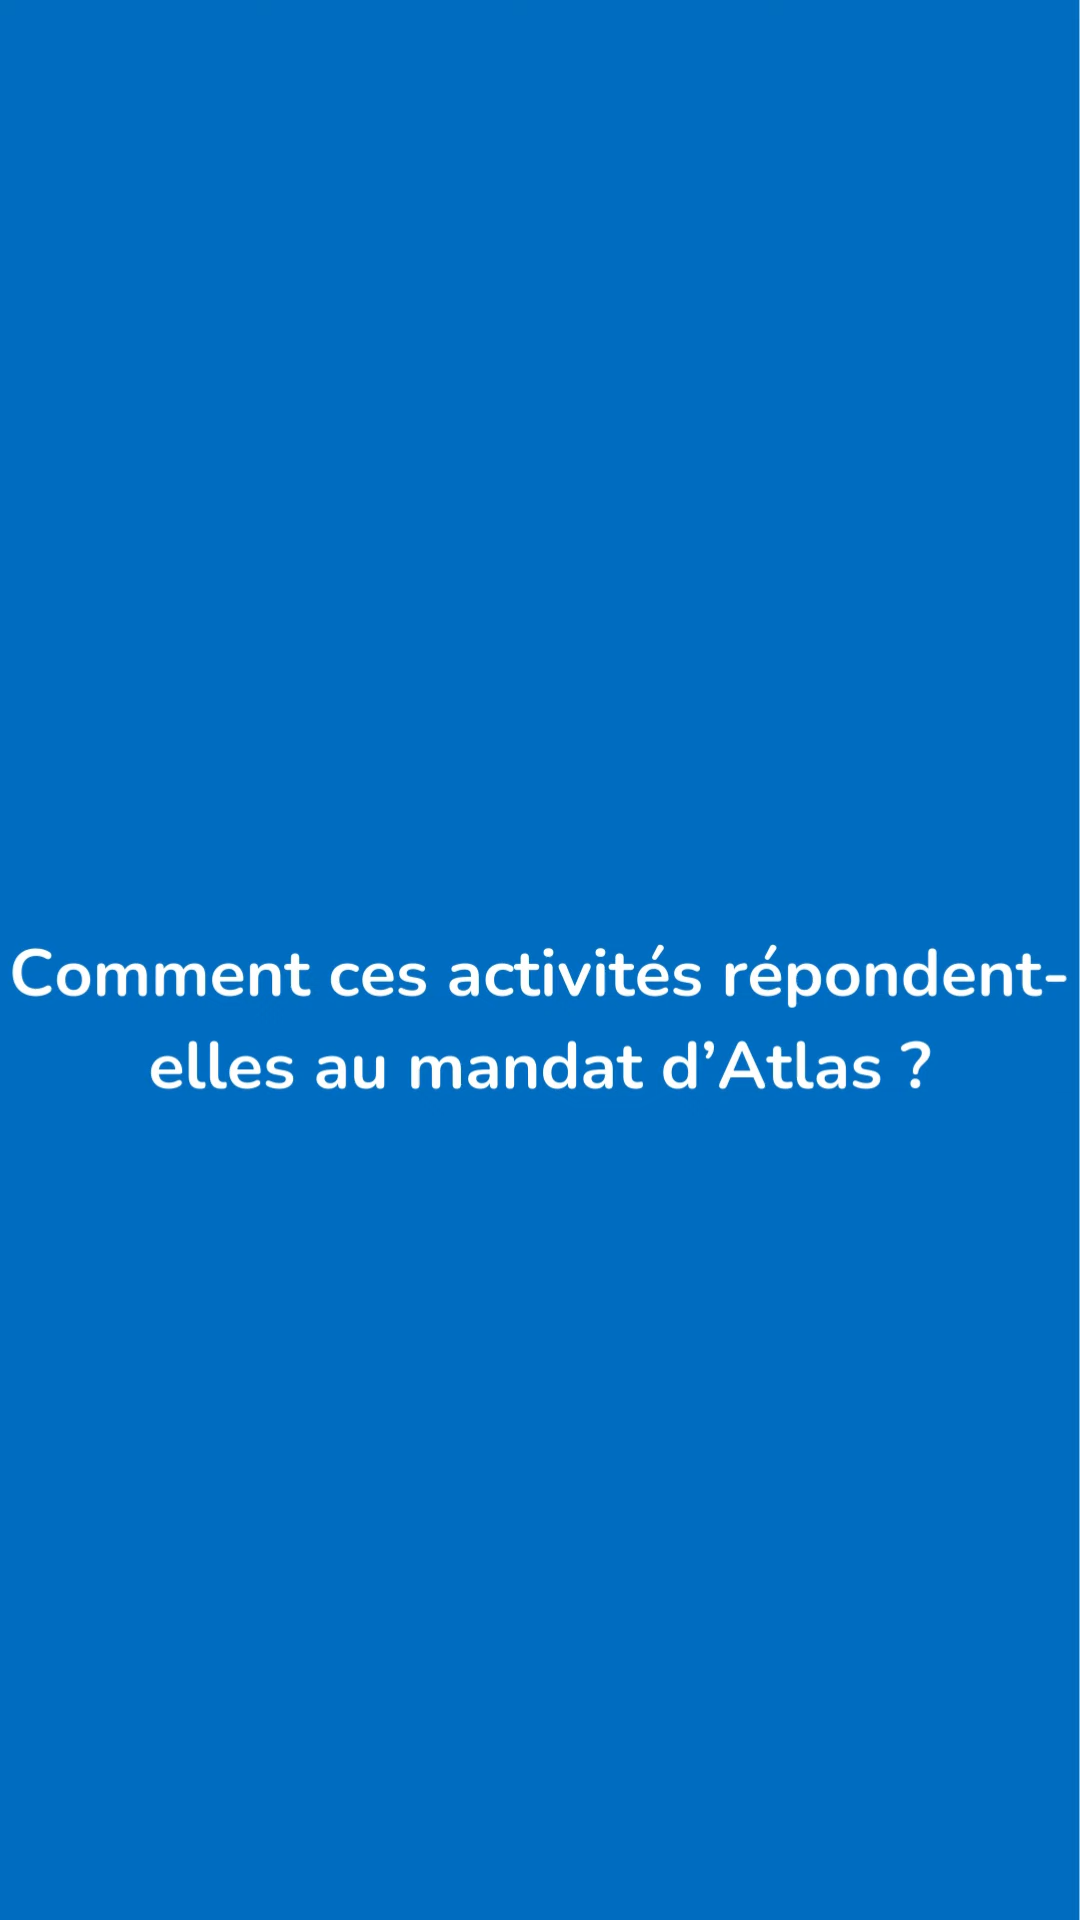 Comment ces activités répondent-
elles au mandat d’Atlas ?